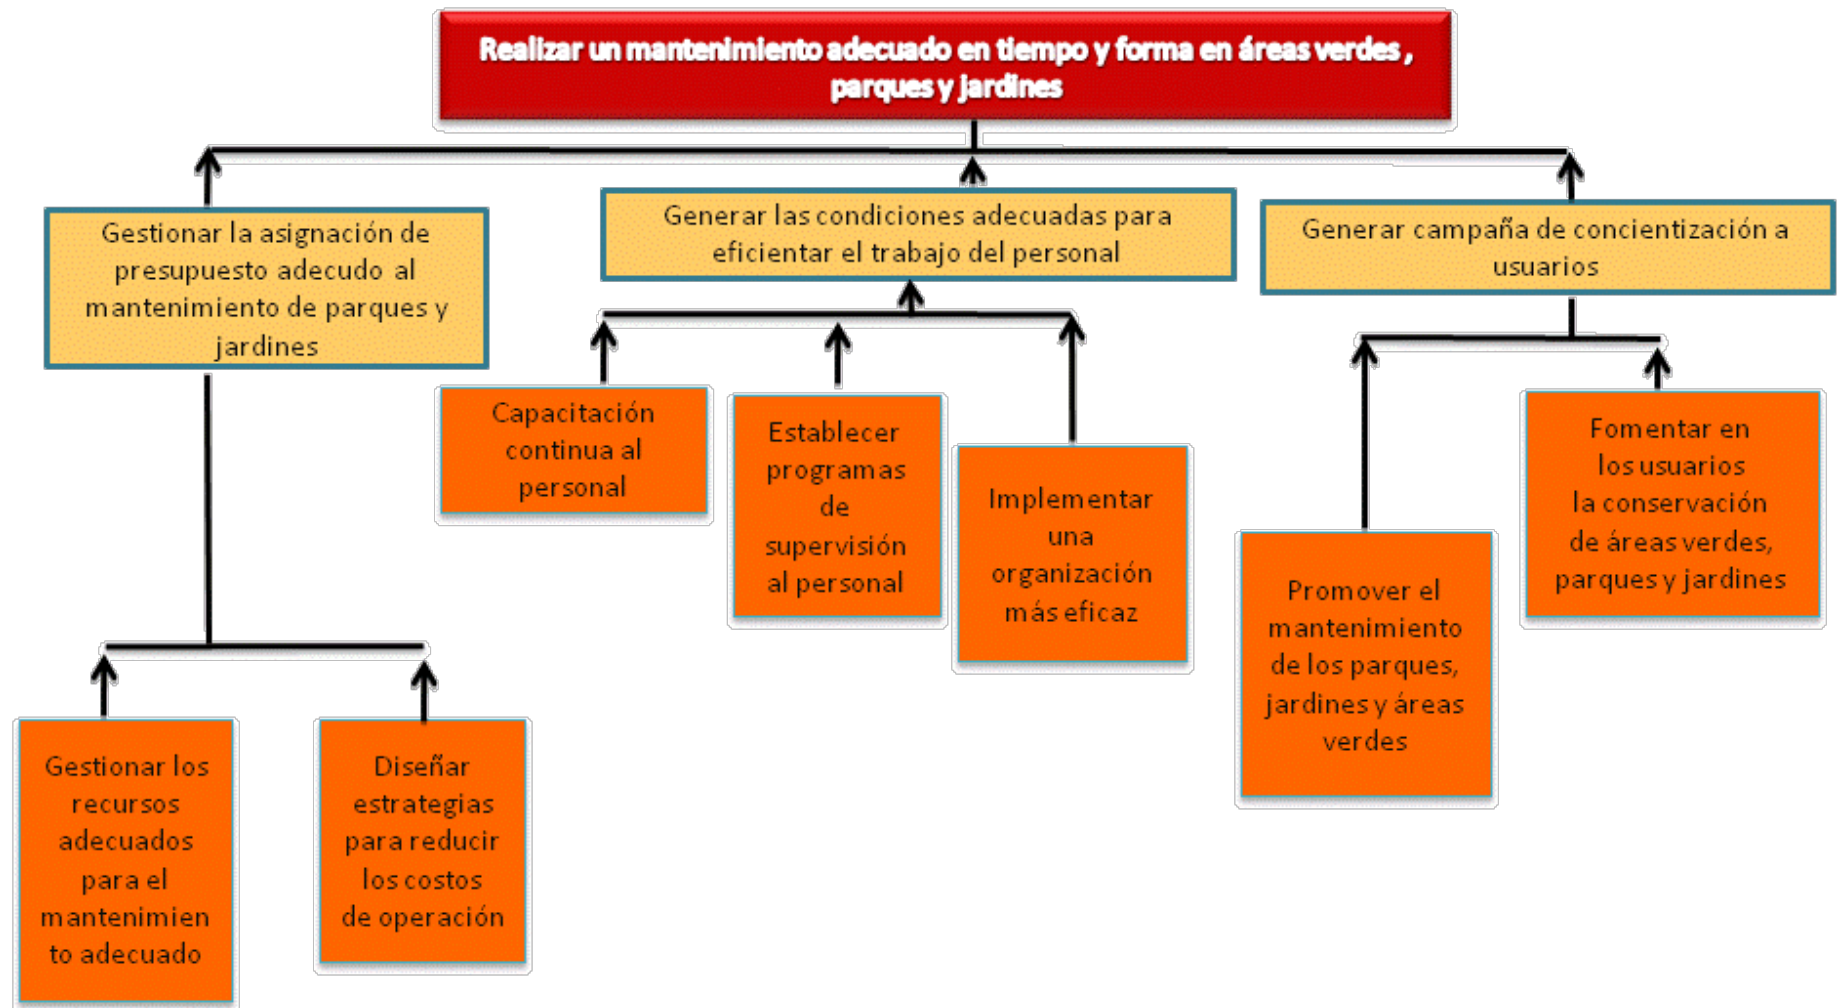 Realizar un mantenimiento adecuado en tiempo y forma en áreas verdes ,
parques y jardines
Gestionar la asignación de
presupuesto adecudo al
mantenimiento de parques y
jardines
Generar las condiciones adecuadas para
eficientar el trabajo del personal
Generar campaña de concientización a
usuarios
Capacitación
continua al
personal
Establecer
programas
de
supervisión
al personal
Implementar
una
organización
más eficaz
Promover el
mantenimiento
de los parques,
jardines y áreas
verdes
Fomentar en
los usuarios
la conservación
de áreas verdes,
parques y jardines
Gestionar los
recursos
adecuados
para el
mantenimien
to adecuado
Diseñar
estrategias
para reducir
los costos
de operación